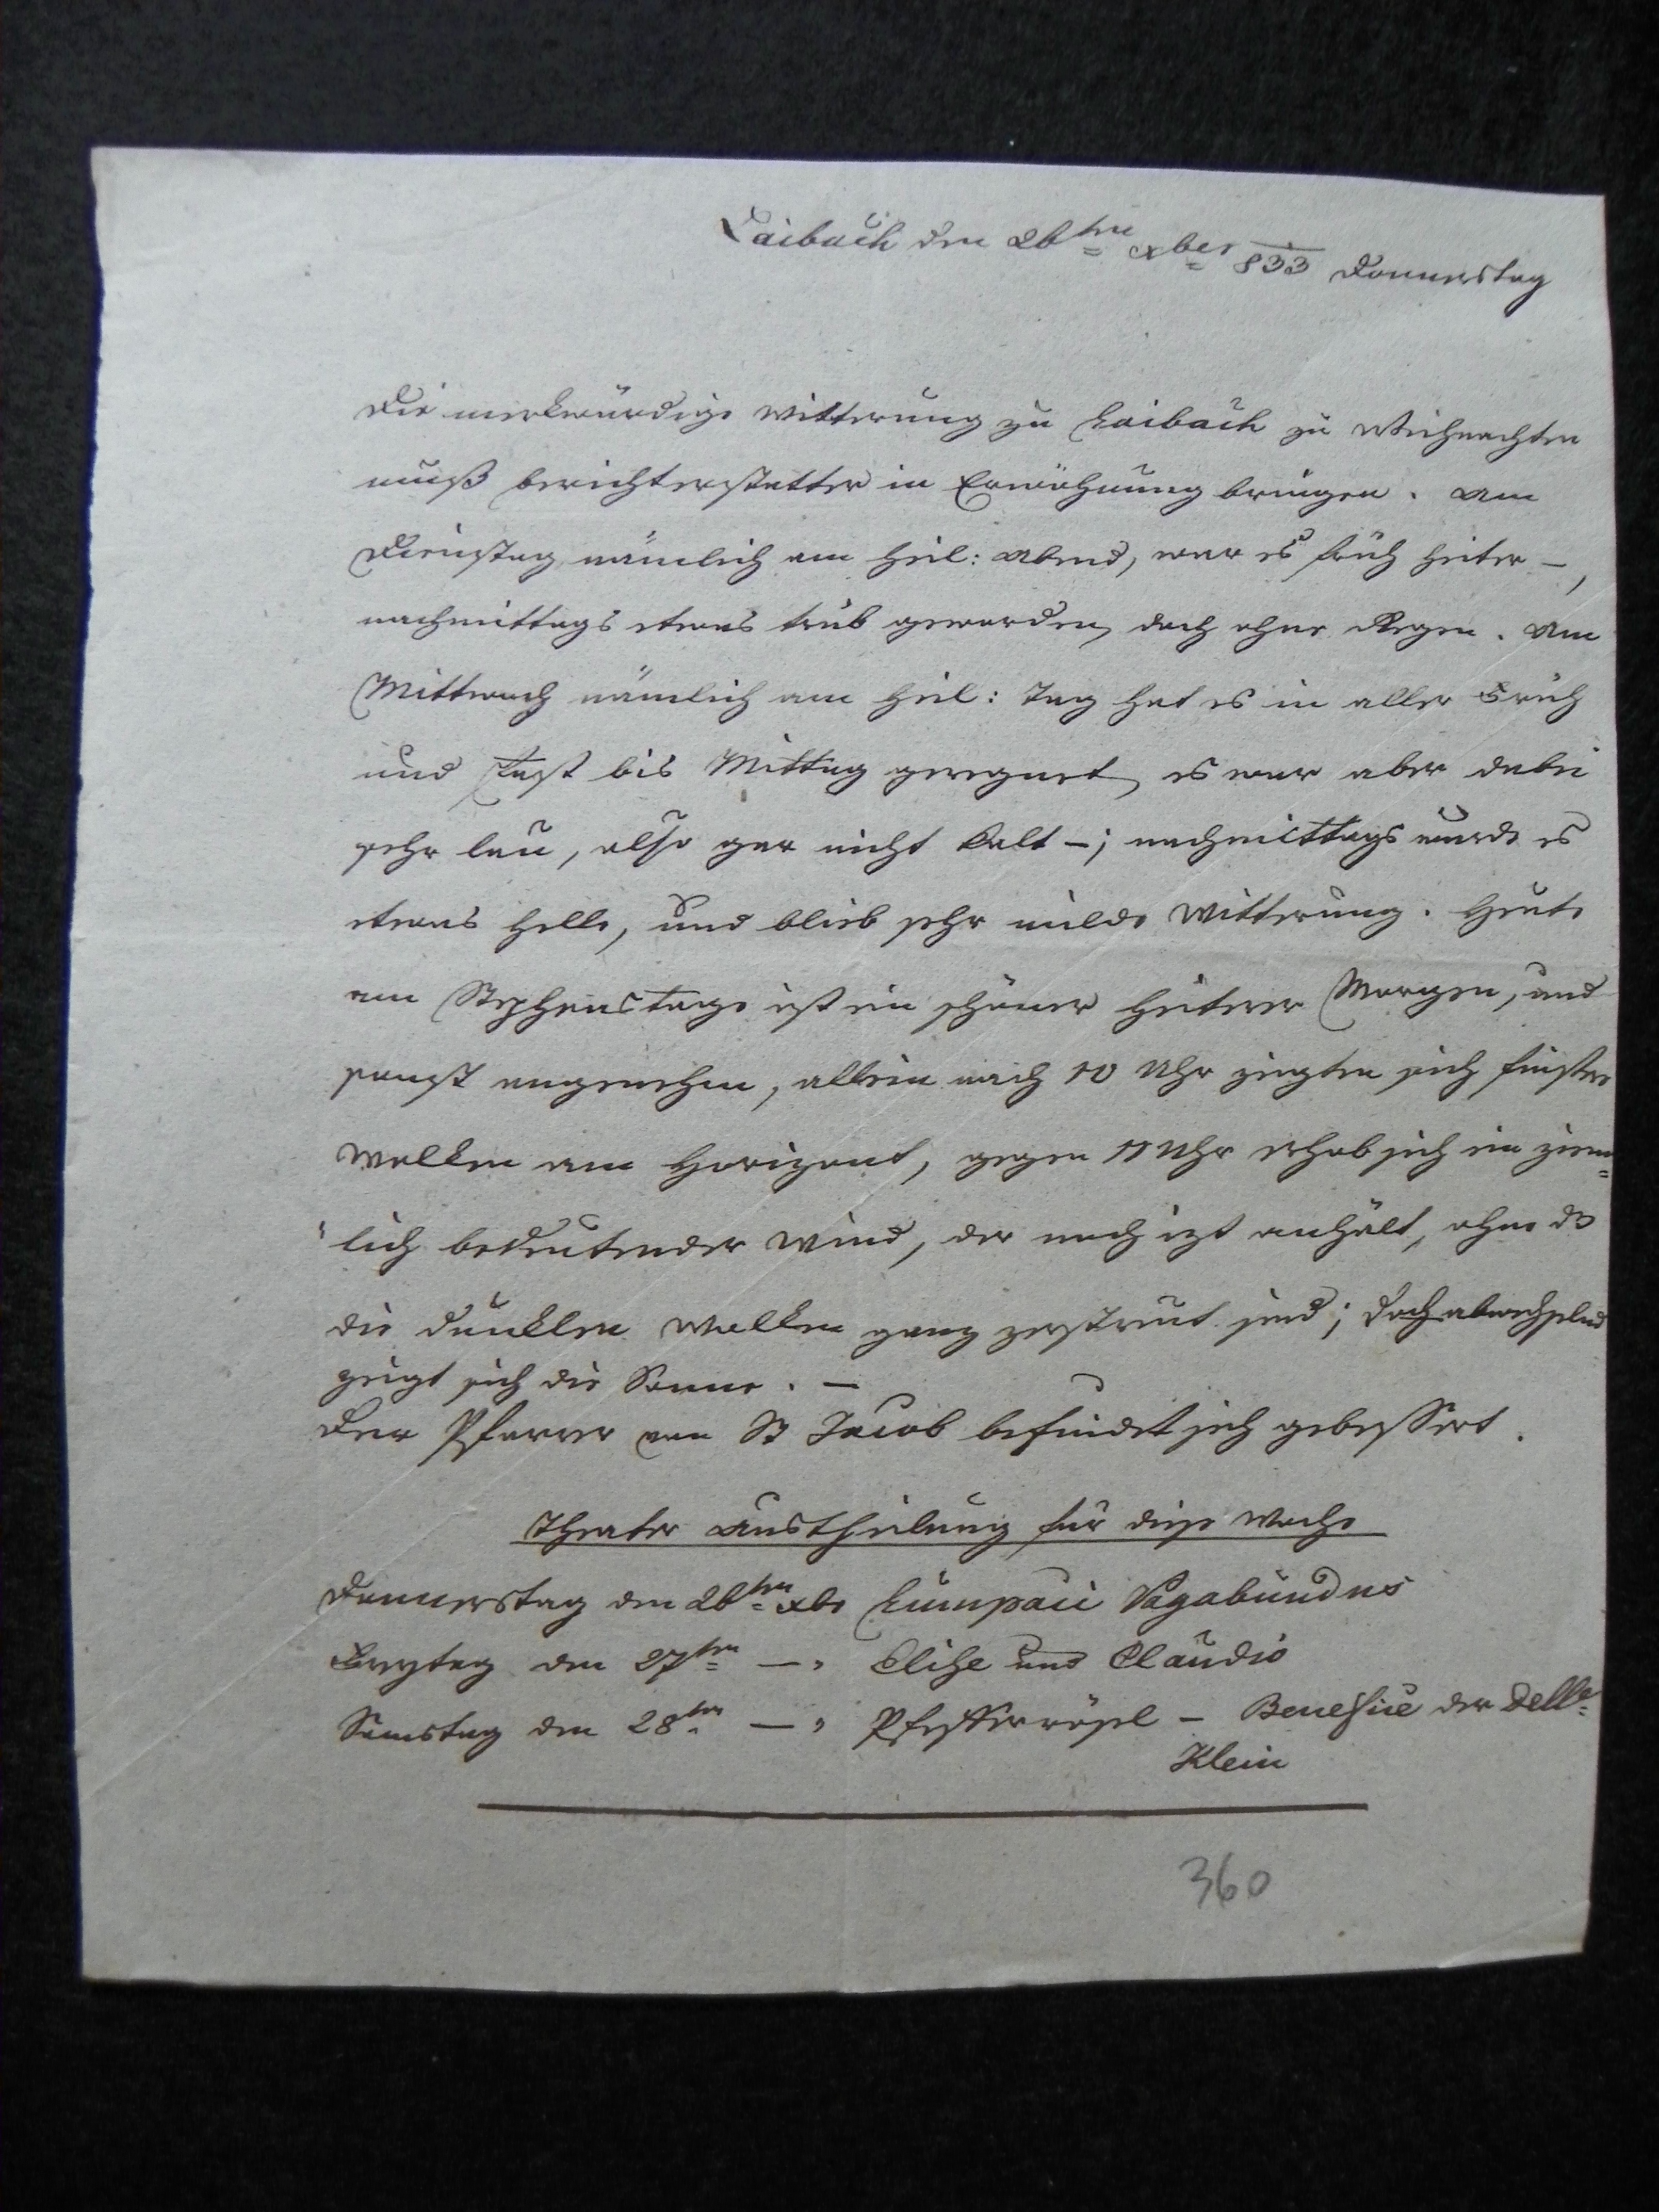 Laibach den 26ten xber 833 Donnerstag
Die merkwürdige Witterung zu Laibach zu Weihnachten
muß Berichterstatter in Erwähnung bringen. Am
Dienstag nämlich am heil: Abend, war es früh heiter –,
nachmittags etwas trüb geworden, doch ohne Regen. Am
Mittwoch nämlich am heil: Tag hat es in aller Früh
und fast bis Mittag geregnet, es war aber dabei
sehr lau, also gar nicht kalt –; nachmittags wurde es
etwas helle, und blieb sehr milde Witterung. Heute
am Stephanstage ist ein schöner heiterer Morgen, und
sonst angenehm, allein nach 10 Uhr zeigten sich finstre
Wolken am Horizont, gegen 11 Uhr erhob sich ein ziem=
"lich bedeutender Wind, der noch izt anhält, ohne dß
die dunklen Wolken ganz zerstreut sind; doch abwechselnd
zeigt sich die Sonne. –
Der Pfarrer von St Jacob befindet sich gebessert.
Theater Austheilung für diese Woche
Donnerstag den 26ten xbr Lumpaci Vagabundus
Freytag den 27ten — " Elise und Claudio
Samstag den 28ten — " Pfefferrösel – Benefice der Delle
Klein
360